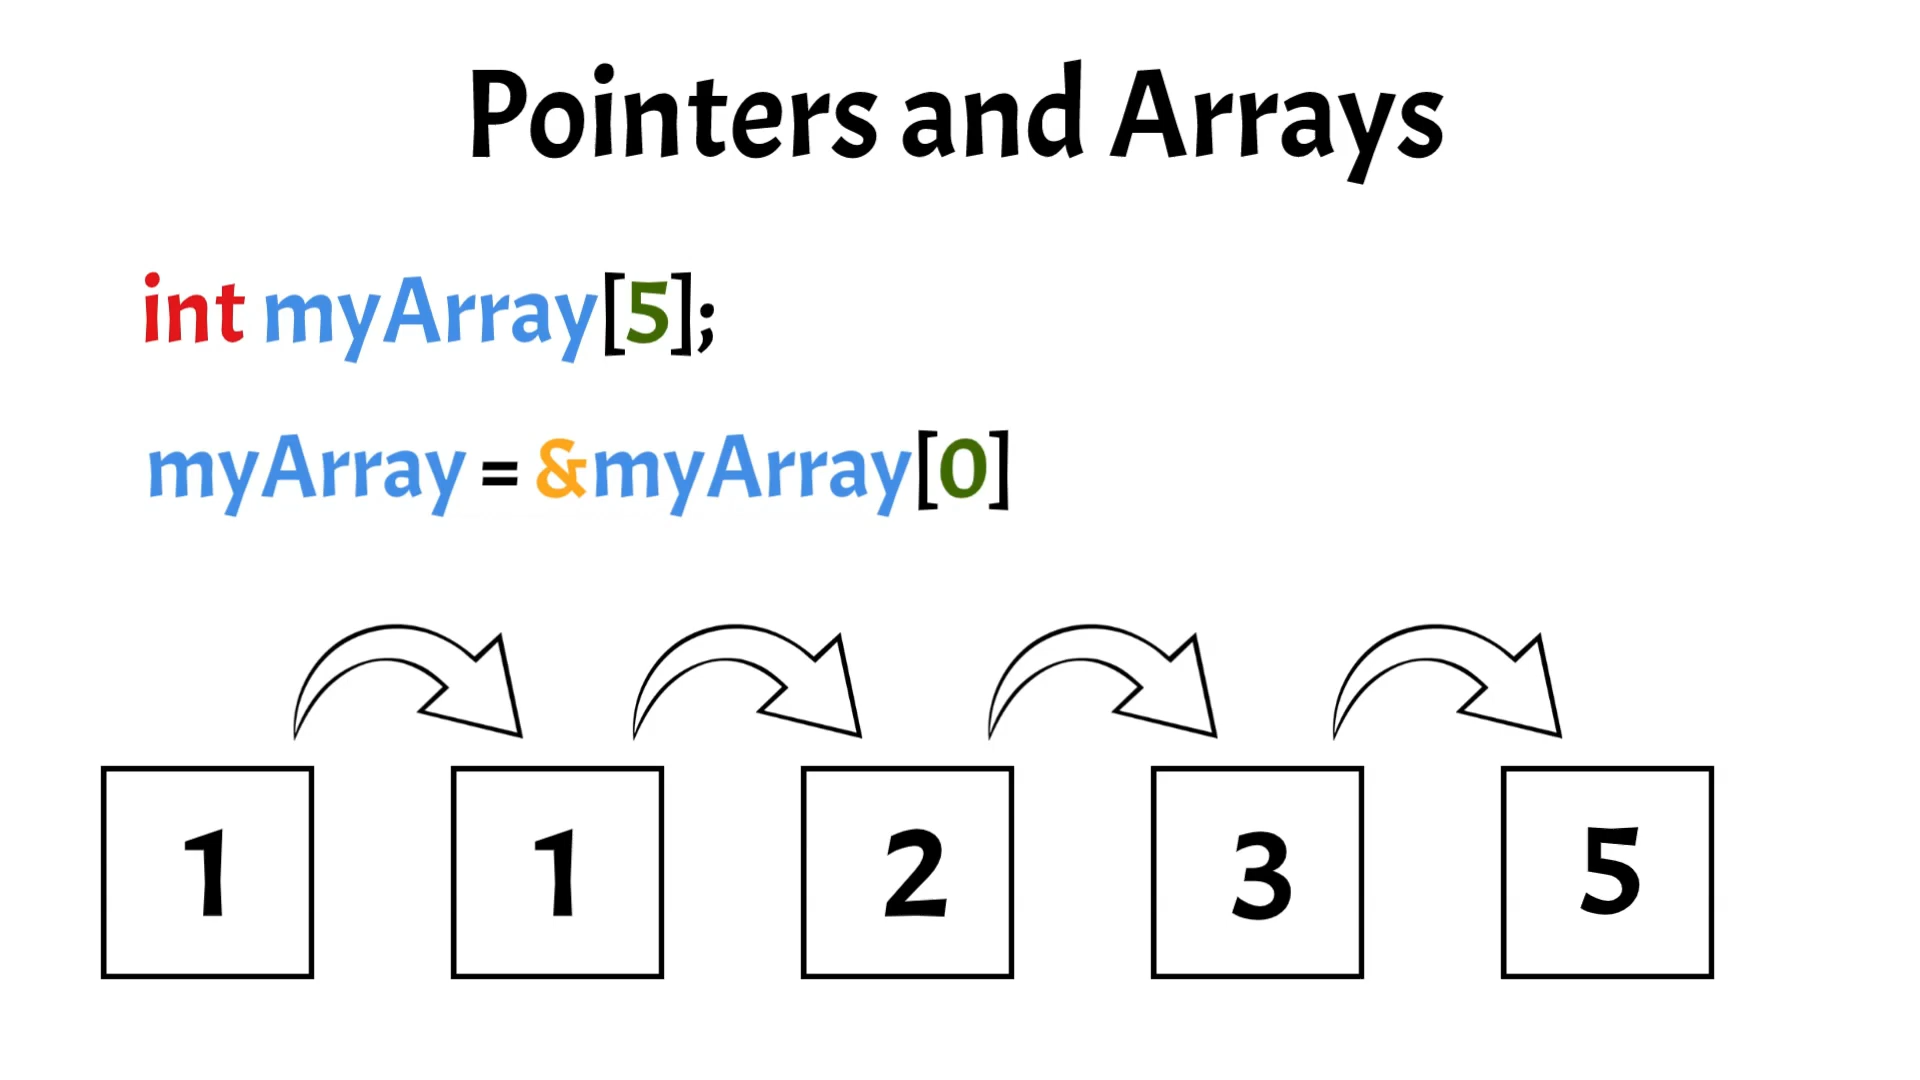 Pointers and Arrays
int myArray[5];
myArray = &myArray[0]
1 1 2 3 5